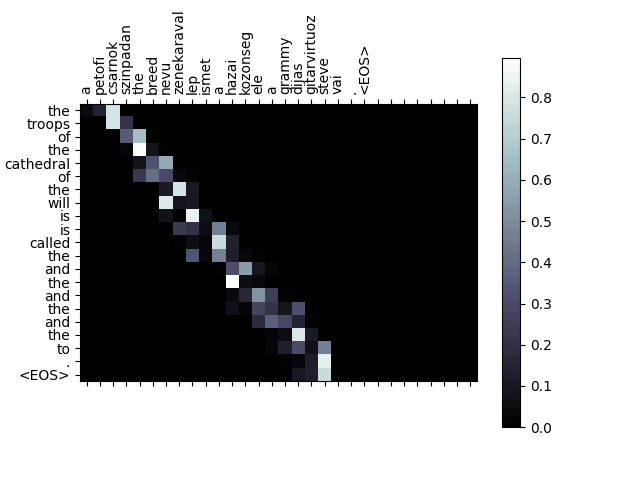 a
petofi
csarnok
szinpadan
the
breed
nevu
zenekaraval
lep
ismet
a
hazai
kozonseg
ele
a
grammy
dijas
gitarvirtuoz
steve
vai
.
<EOS>
the
troops
of
the
cathedral
of
the
will
is
is
called
the
and
the
and
the
and
the
to
.
<EOS>
0.8
0.7
0.6
0.5
0.4
0.3
0.2
0.1
0.0